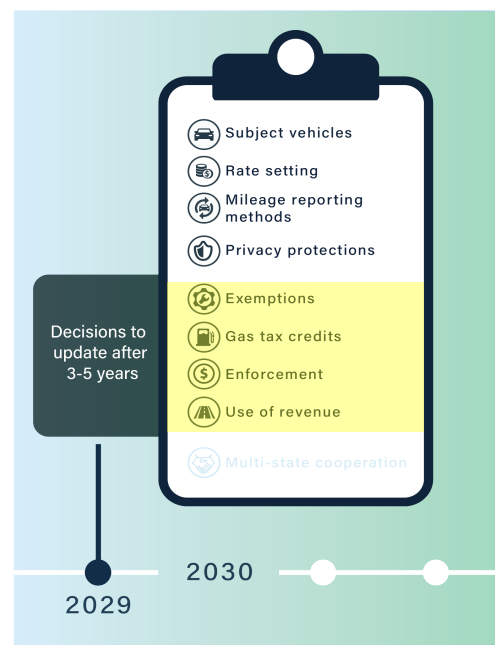 Subject vehicles
Rate setting
Mileage reporting
methods
Privacy protections
Exemptions
Gas tax credits
Enforcement
Use of revenue
Multi-state cooperation
Decisions to
update after
3-5 years
2030
2029